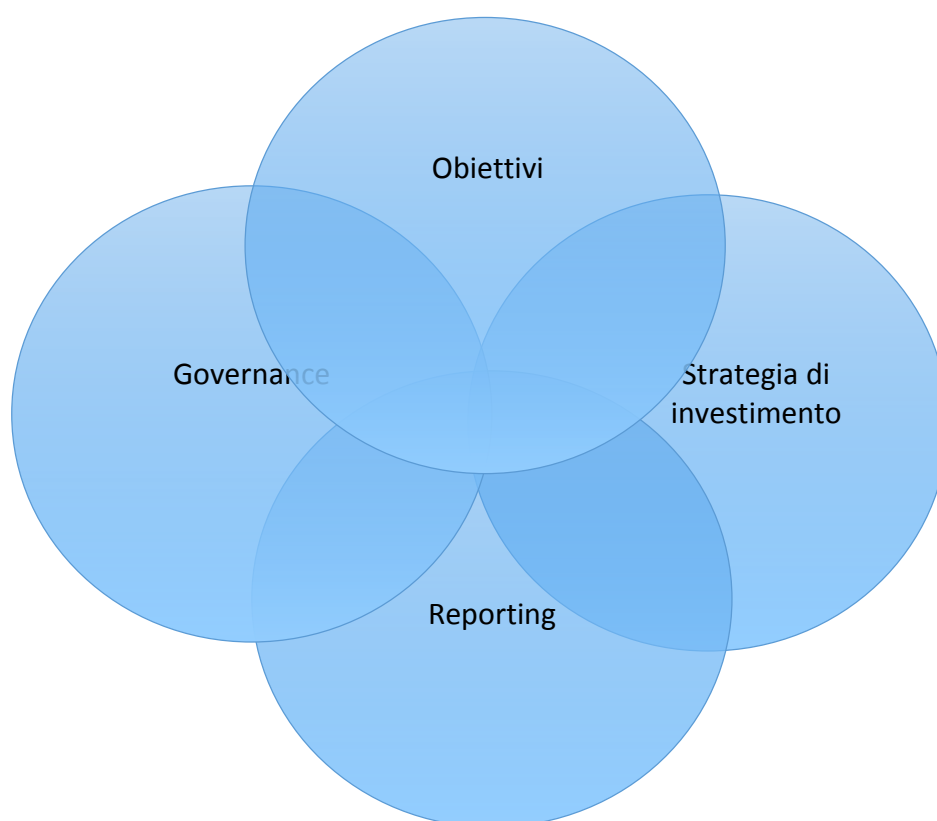 Obiettivi
Governance
Strategia di
investimento
Reporting